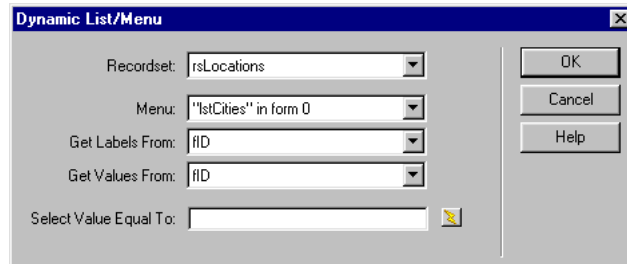 Dynamic List/Menu
Recordset: rsLocations
OK
Menu: "lstCities" in form 0
Cancel
Get Labels From: fID
Help
Get Values From: fID
Select Value Equal To: